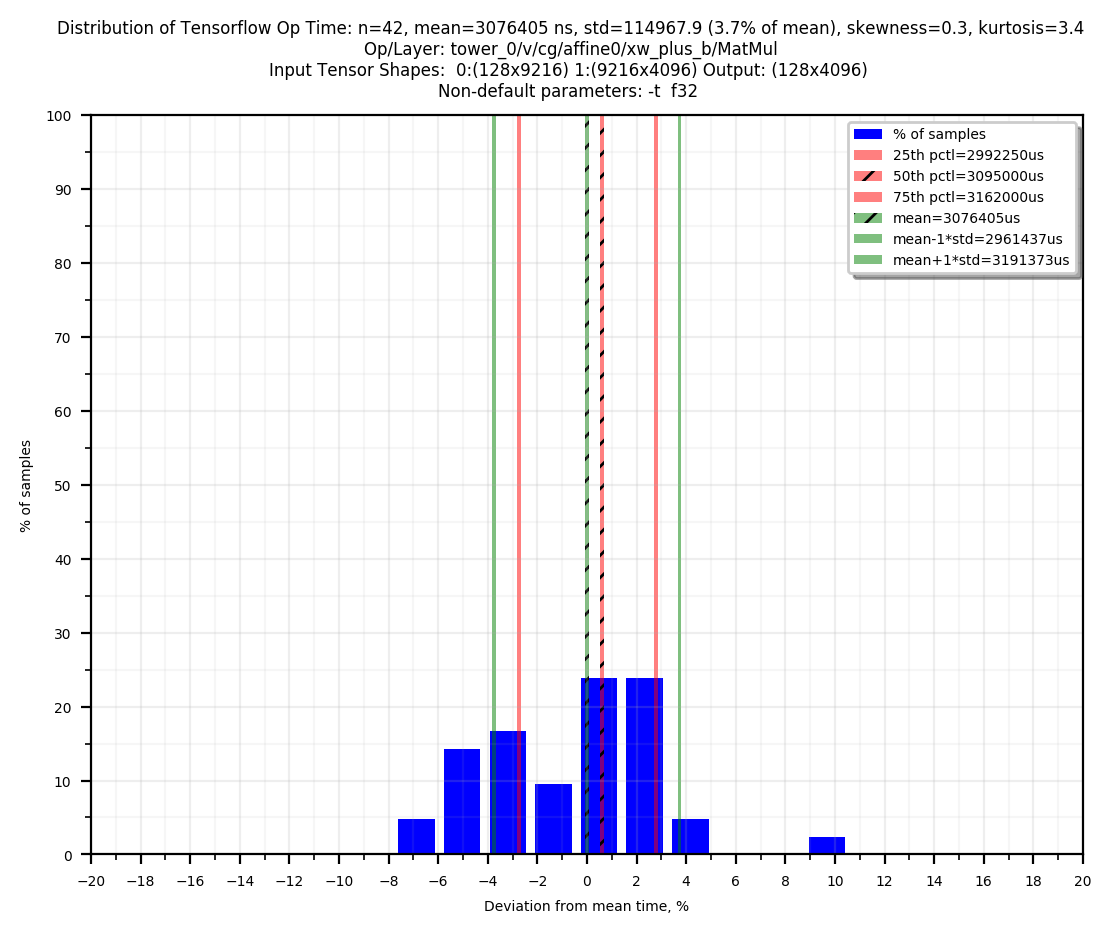 Distribution of Tensorflow Op Time: n=42, mean=3076405 ns, std=114967.9 (3.7% of mean), skewness=0.3, kurtosis=3.4
Op/Layer: tower_0/v/cg/affine0/xw_plus_b/MatMul
Input Tensor Shapes:  0:(128x9216) 1:(9216x4096) Output: (128x4096)
Non-default parameters: -t  f32
% of samples
25th pctl=2992250us
50th pctl=3095000us
75th pctl=3162000us
mean=3076405us
mean-1*std=2961437us
mean+1*std=3191373us
100
90
80
70
60
50
40
30
20
10
0
% of samples
−20 −18 −16 −14 −12 −10 −8 −6 −4 −2 0 2 4 6 8 10 12 14 16 18 20
Deviation from mean time, %